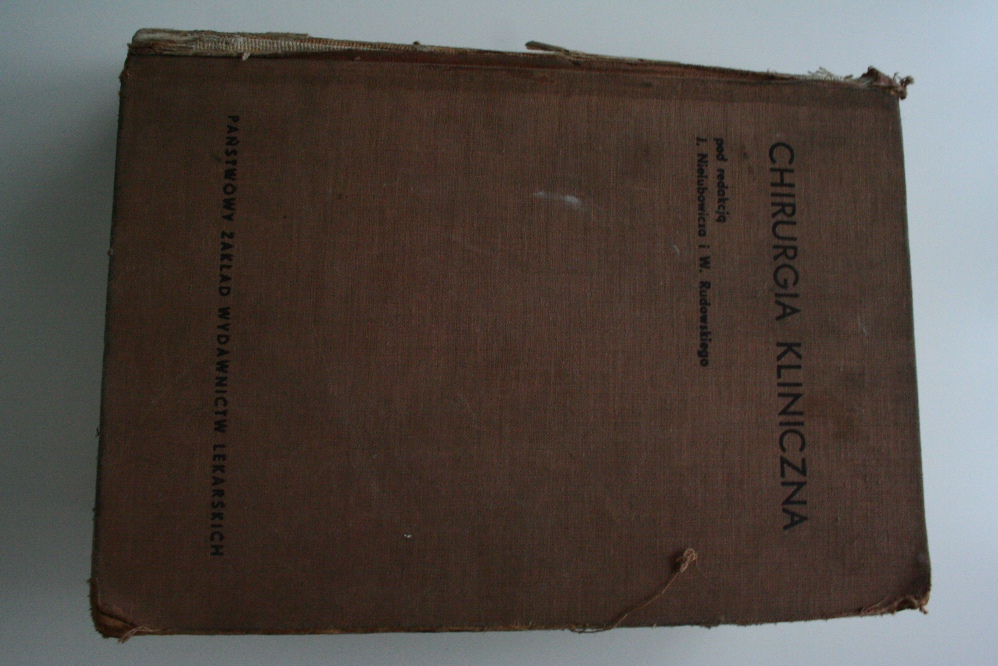 CHIRURGIA KLINICZNA
pod redakcją
J. Nielubowicza i W. Rudowskiego
PAŃSTWOWY ZAKŁAD WYDAWNICTW LEKARSKICH